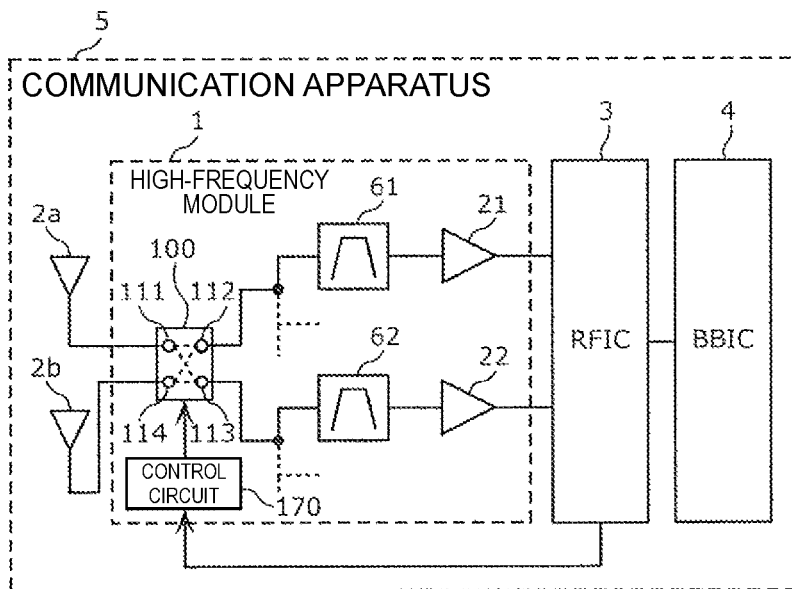 5
COMMUNICATION APPARATUS
1
3
4
HIGH-FREQUENCY
MODULE
61
21
2a
100
111
112
RFIC
BBIC
62
22
2b
114
113
CONTROL
CIRCUIT
170